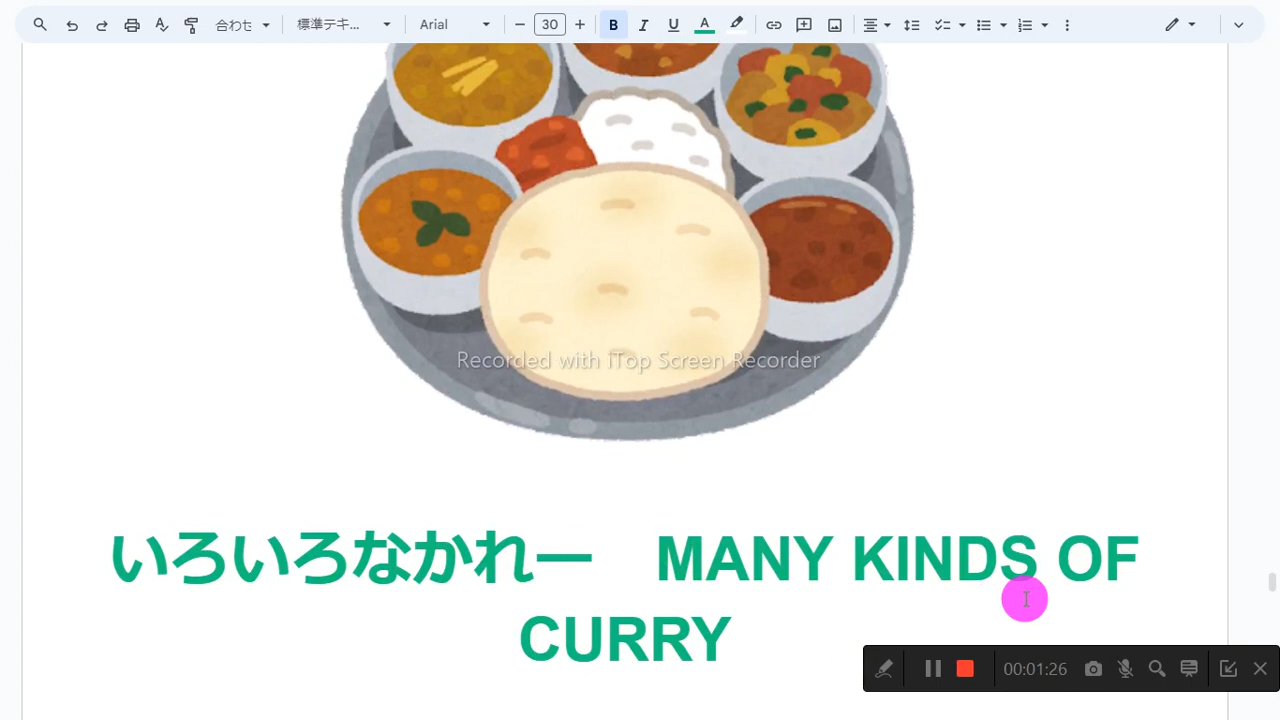 合わせ 標準テキ... Arial − 30 + B I U A
Recorded with iTop Screen Recorder
いろいろなかれー　MANY KINDS OF
CURRY
00:01:26